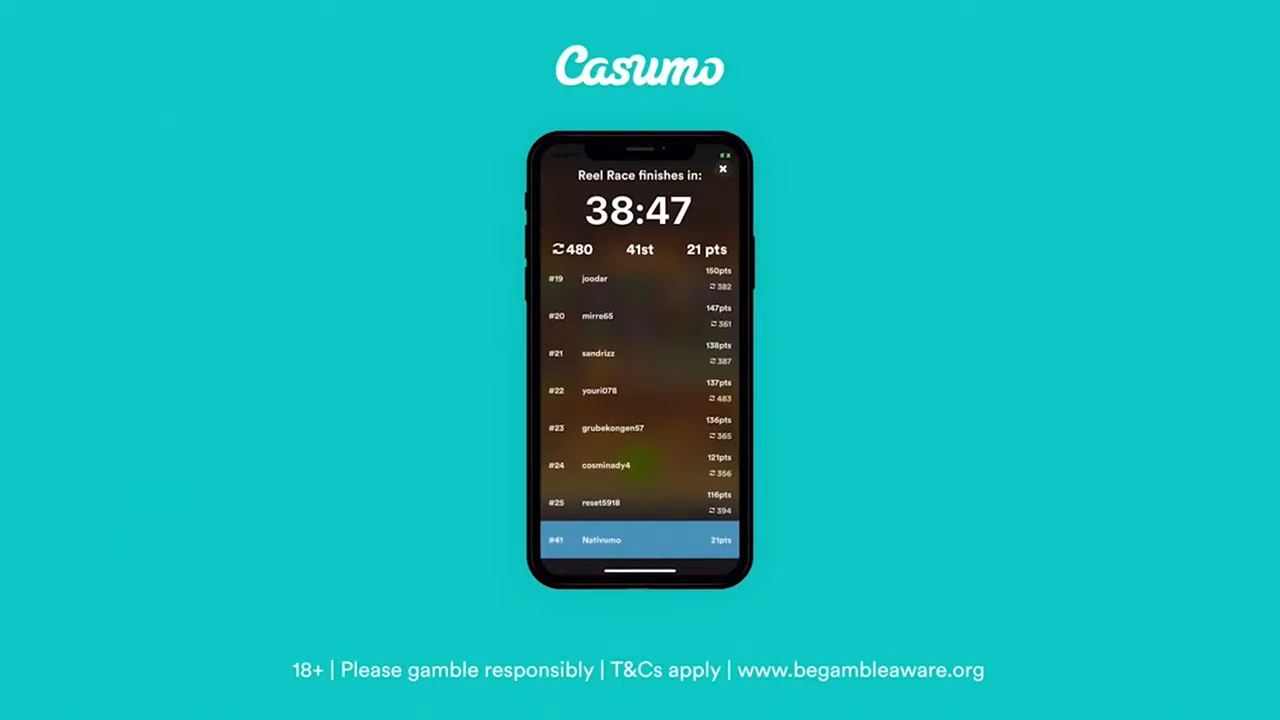 Casumo
Reel Race finishes in:
38:47
480 41st 21 pts
#19 joodar 150pts
382
#20 mirre65 147pts
361
#21 sandrizz 138pts
387
#22 youri078 137pts
483
#23 grubekongen57 136pts
365
#24 cosminady4 121pts
356
#25 reset5918 116pts
394
#41 Nativumo 21pts
18+ | Please gamble responsibly | T&Cs apply | www.begambleaware.org